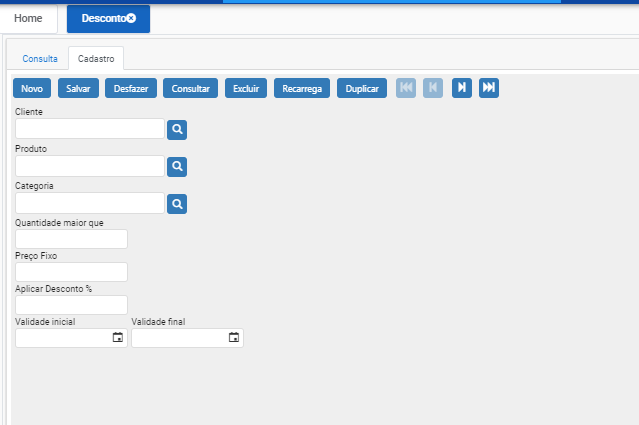 Home Desconto
Consulta Cadastro
Novo Salvar Desfazer Consultar Excluir Recarrega Duplicar
Cliente
Produto
Categoria
Quantidade maior que
Preço Fixo
Aplicar Desconto %
Validade inicial Validade final